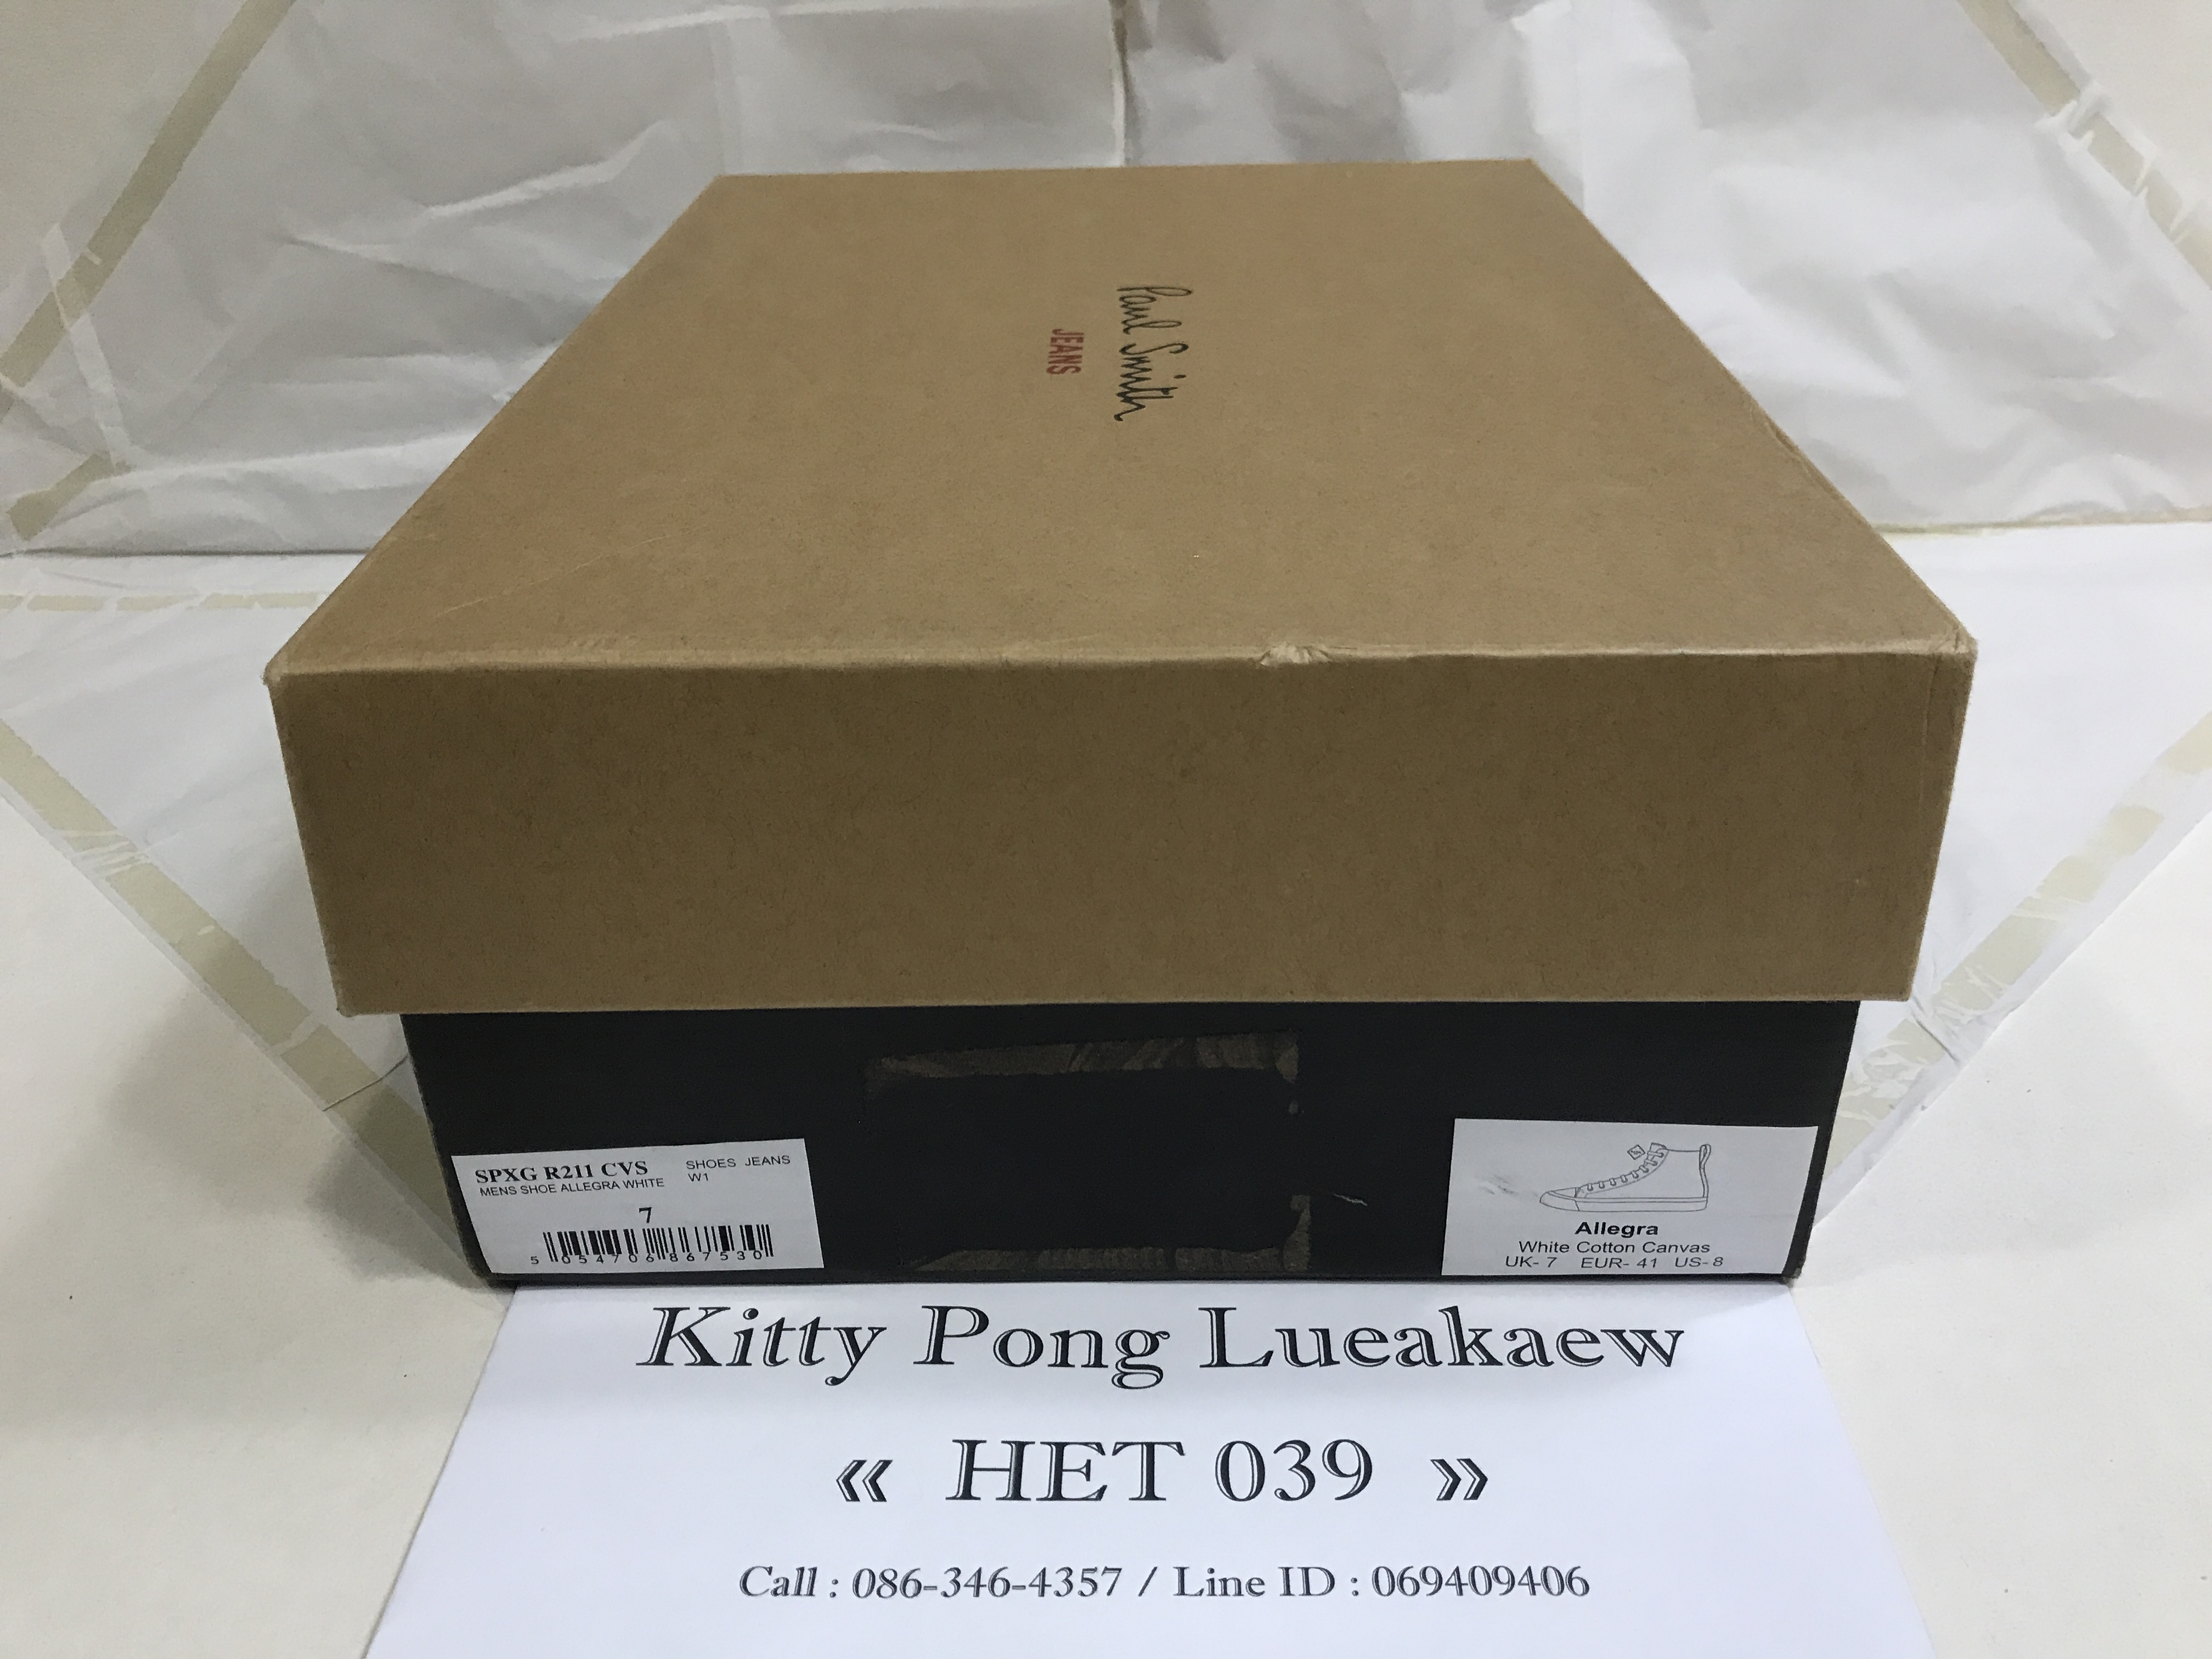 Paul Smith
JEANS
SPXG R211 CVS
SHOES JEANS
MENS SHOE ALLEGRA WHITE
W1
7
5 054706 867530
Allegra
White Cotton Canvas
UK- 7 EUR- 41 US- 8
Kitty Pong Lueakaew
« HET 039 »
Call : 086-346-4357 / Line ID : 069409406